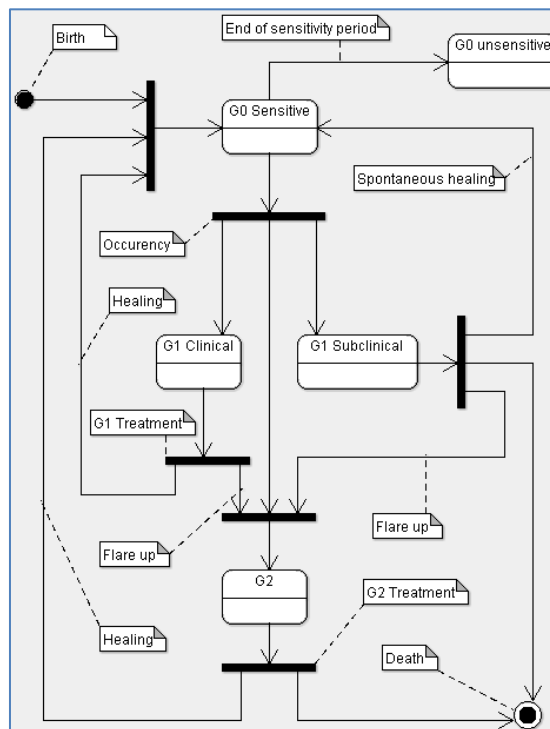 End of sensitivity period
Birth
G0 unsensitive
G0 Sensitive
Spontaneous healing
Occurency
Healing
G1 Clinical
G1 Subclinical
G1 Treatment
Flare up
Flare up
G2
G2 Treatment
Healing
Death